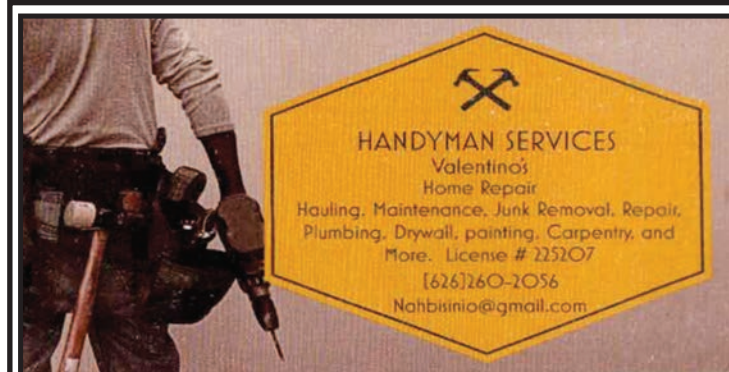 HANDYMAN SERVICES
Valentino's
Home Repair
Hauling, Maintenance, Junk Removal, Repair,
Plumbing, Drywall, painting, Carpentry, and
More. License # 225207
[626]260-2056
Nahbisinio@gmail.com